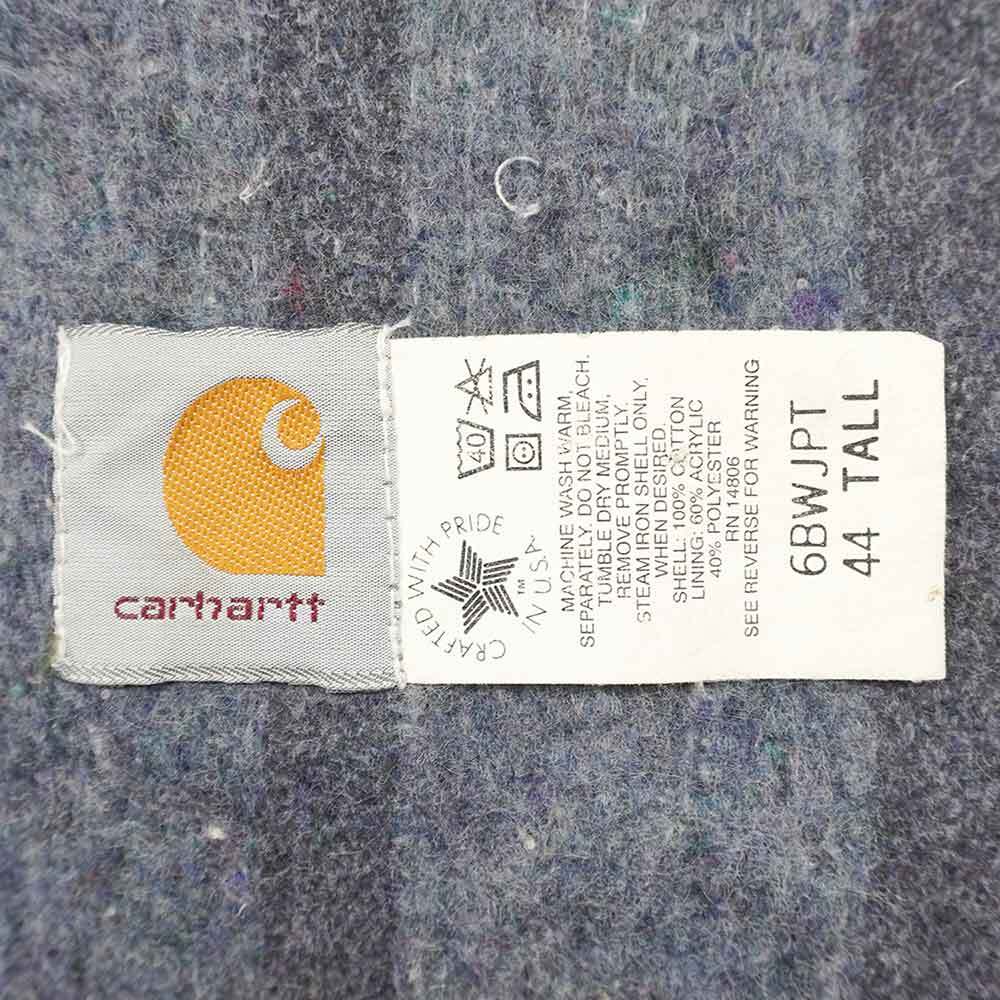 carhartt
CRAFTED WITH PRIDE
IN U.S.A.
™
40
MACHINE WASH WARM,
SEPARATELY. DO NOT BLEACH.
TUMBLE DRY MEDIUM,
REMOVE PROMPTLY.
STEAM IRON SHELL ONLY,
WHEN DESIRED.
SHELL: 100% COTTON
LINING: 60% ACRYLIC
40% POLYESTER
RN 14806
SEE REVERSE FOR WARNING
6BWJPT
44 TALL